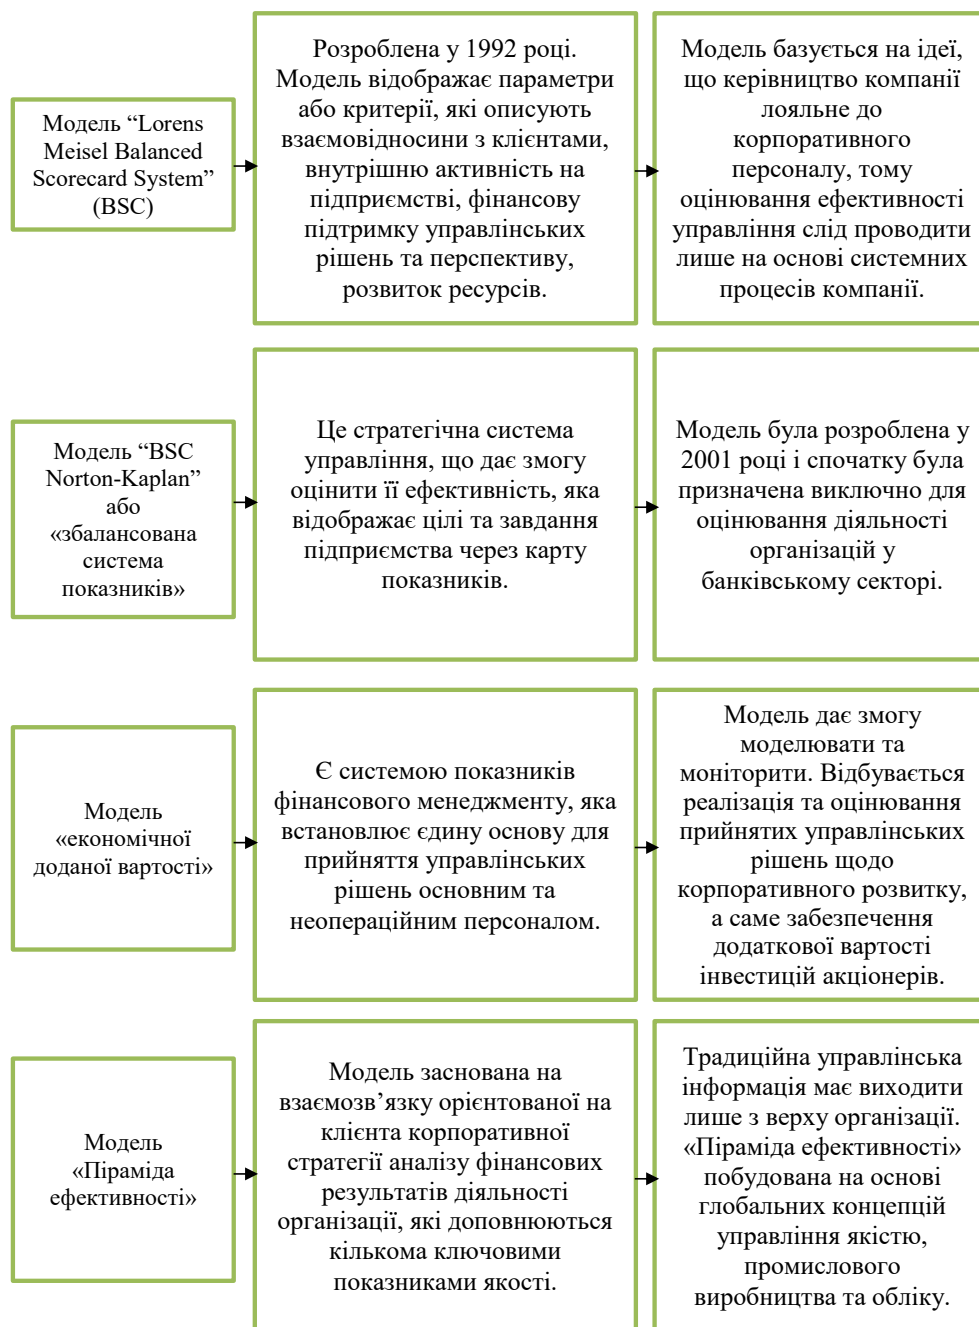 Модель “Lorens
Meisel Balanced
Scorecard System”
(BSC)
Розроблена у 1992 році.
Модель відображає параметри
або критерії, які описують
взаємовідносини з клієнтами,
внутрішню активність на
підприємстві, фінансову
підтримку управлінських
рішень та перспективу,
розвиток ресурсів.
Модель базується на ідеї,
що керівництво компанії
лояльне до
корпоративного
персоналу, тому
оцінювання ефективності
управління слід проводити
лише на основі системних
процесів компанії.
Модель “BSC
Norton-Kaplan”
або
«збалансована
система
показників»
Це стратегічна система
управління, що дає змогу
оцінити її ефективність, яка
відображає цілі та завдання
підприємства через карту
показників.
Модель була розроблена у
2001 році і спочатку була
призначена виключно для
оцінювання діяльності
організацій у
банківському секторі.
Модель
«економічної
доданої вартості»
Є системою показників
фінансового менеджменту, яка
встановлює єдину основу для
прийняття управлінських
рішень основним та
неопераційним персоналом.
Модель дає змогу
моделювати та
моніторити. Відбувається
реалізація та оцінювання
прийнятих управлінських
рішень щодо
корпоративного розвитку,
а саме забезпечення
додаткової вартості
інвестицій акціонерів.
Модель
«Піраміда
ефективності»
Модель заснована на
взаємозв’язку орієнтованої на
клієнта корпоративної
стратегії аналізу фінансових
результатів діяльності
організації, які доповнюються
кількома ключовими
показниками якості.
Традиційна управлінська
інформація має виходити
лише з верху організації.
«Піраміда ефективності»
побудована на основі
глобальних концепцій
управління якістю,
промислового
виробництва та обліку.